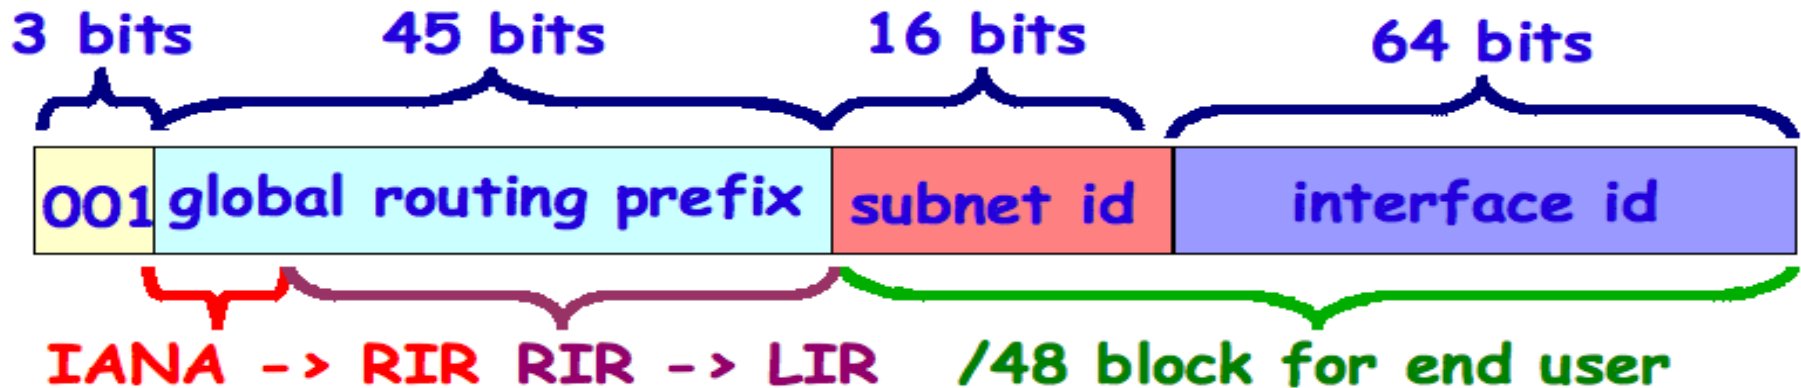 3 bits 45 bits 16 bits 64 bits
001 global routing prefix subnet id interface id
IANA -> RIR RIR -> LIR /48 block for end user